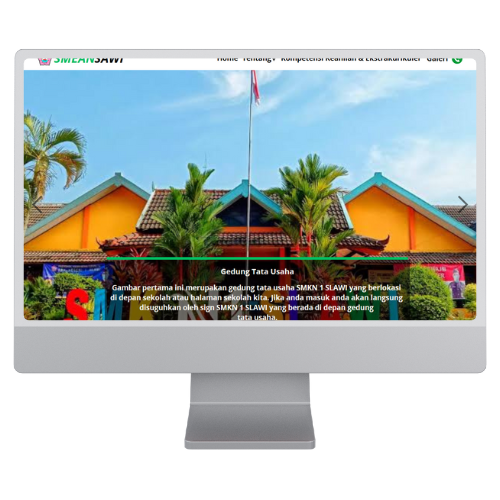 SMEANSAWI
Home Tentang Kompetensi Keahlian & Ekstrakurikuler Galeri
Gedung Tata Usaha
Gambar pertama ini merupakan gedung tata usaha SMKN 1 SLAWI yang berlokasi
di depan sekolah atau halaman sekolah kita. Jika anda masuk anda akan langsung
disuguhkan oleh sign SMKN 1 SLAWI yang berada di depan gedung
tata usaha.